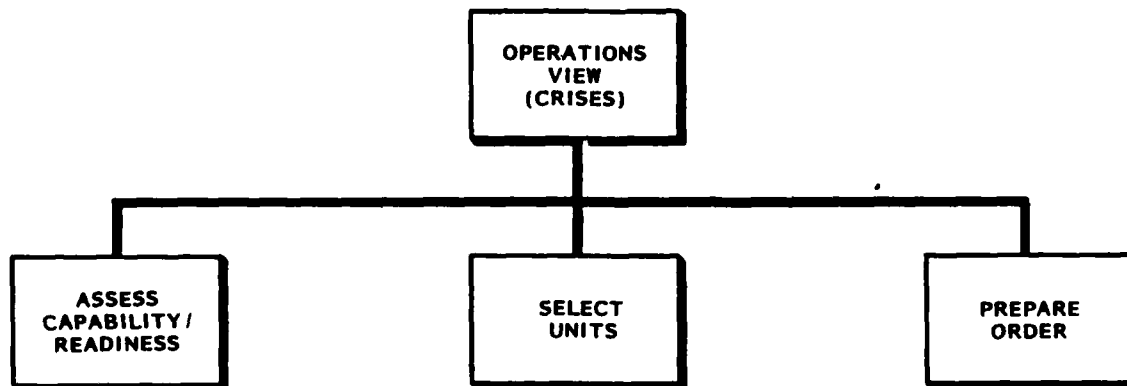 OPERATIONS
VIEW
(CRISES)
ASSESS
CAPABILITY/
READINESS
SELECT
UNITS
PREPARE
ORDER